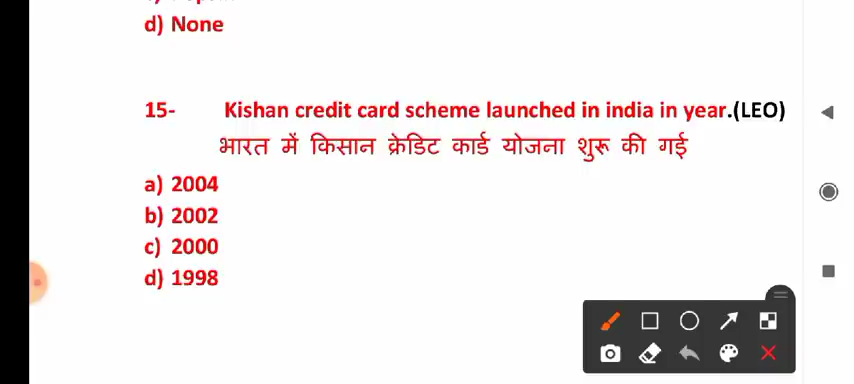 d) None
15- Kishan credit card scheme launched in india in year.(LEO)
भारत में किसान क्रेडिट कार्ड योजना शुरू की गई
a) 2004
b) 2002
c) 2000
d) 1998